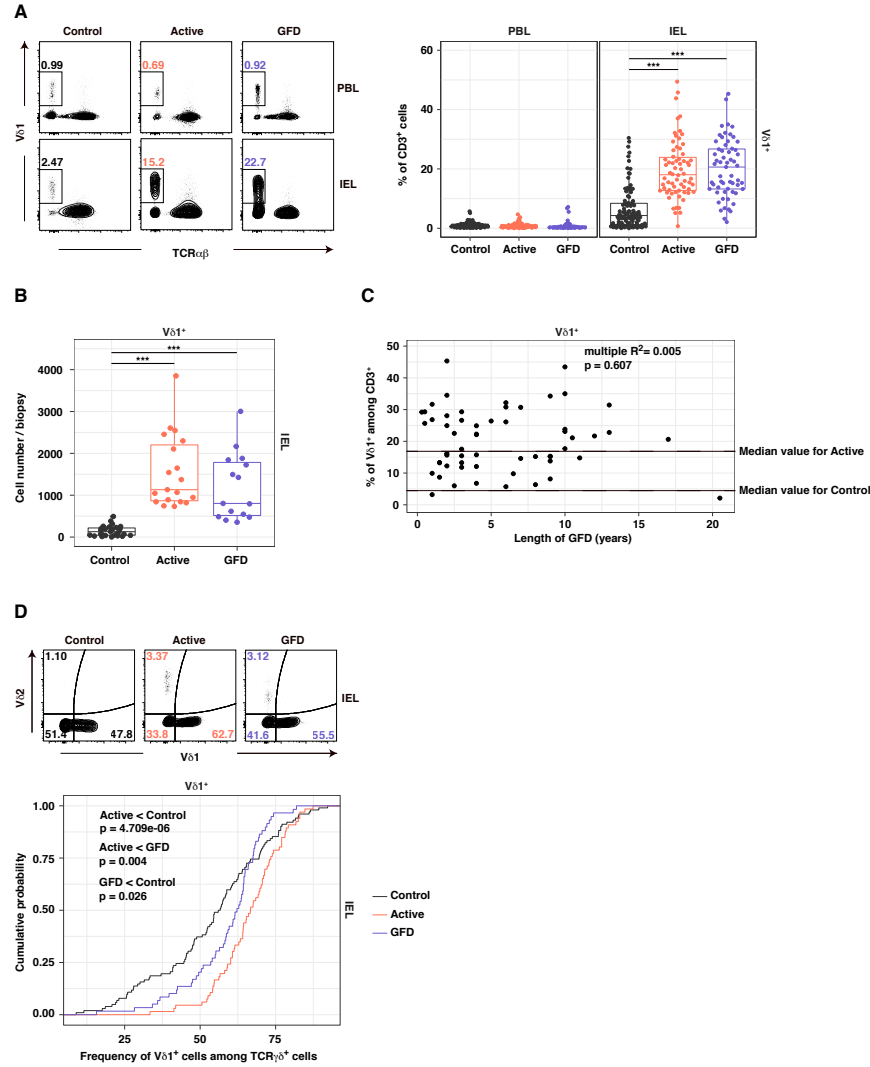 A
Control Active GFD
0.99 0.69 0.92
PBL
2.47 15.2 22.7
IEL
Vδ1
TCRαβ
PBL IEL
***
***
60
40
20
0
% of CD3⁺ cells
Vδ1⁺
Control Active GFD Control Active GFD
B
Vδ1⁺
***
***
4000
3000
2000
1000
0
Cell number / biopsy
IEL
Control Active GFD
C
Vδ1⁺
multiple R²= 0.005
p = 0.607
50
40
30
20
10
0
% of Vδ1⁺ among CD3⁺
Median value for Active
Median value for Control
0 5 10 15 20
Length of GFD (years)
D
Control Active GFD
1.10 3.37 3.12
IEL
51.4 47.8 33.8 62.7 41.6 55.5
Vδ2
Vδ1
Vδ1⁺
1.00
0.75
0.50
0.25
0.00
Cumulative probability
Active < Control
p = 4.709e-06
Active < GFD
p = 0.004
GFD < Control
p = 0.026
IEL
Control
Active
GFD
25 50 75
Frequency of Vδ1⁺ cells among TCRγδ⁺ cells